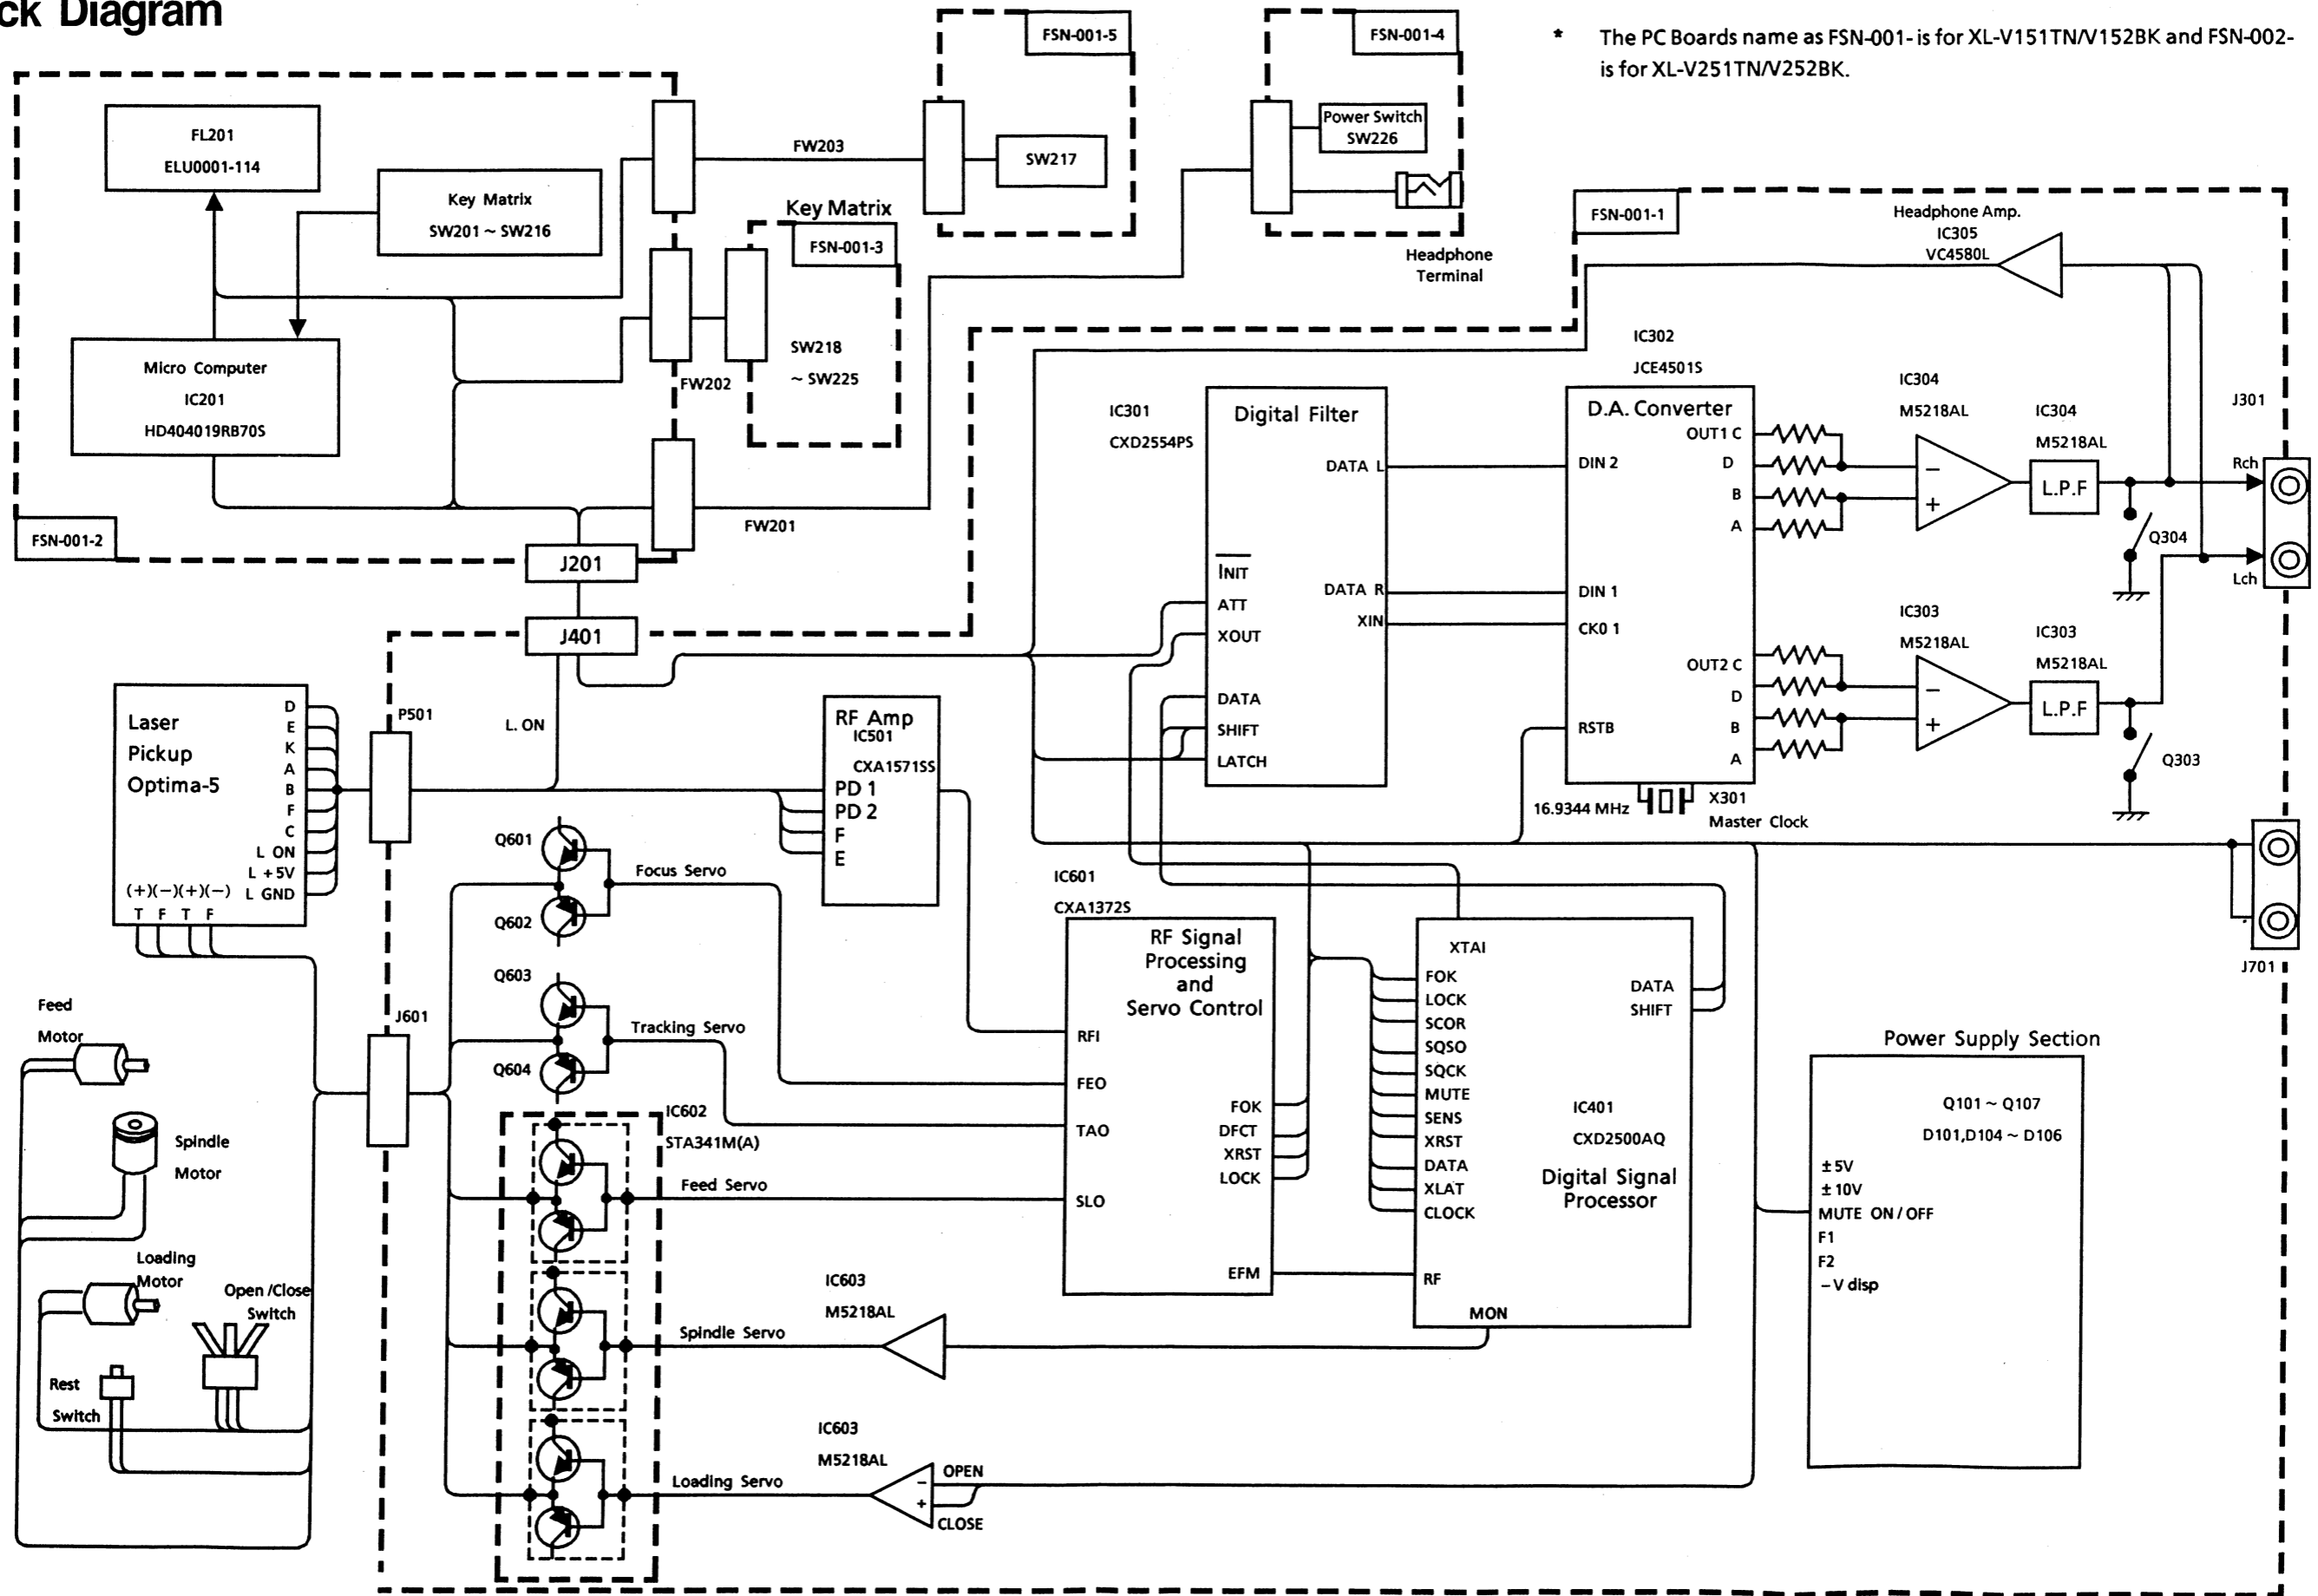 ck Diagram
* The PC Boards name as FSN-001- is for XL-V151TN/V152BK and FSN-002-
is for XL-V251TN/V252BK.
FSN-001-5
SW217
FW203
FSN-001-4
Power Switch
SW226
Headphone
Terminal
FL201
ELU0001-114
Key Matrix
SW201 ~ SW216
Micro Computer
IC201
HD404019RB70S
FSN-001-2
Key Matrix
FSN-001-3
SW218
~ SW225
FW202
FW201
J201
J401
FSN-001-1
Headphone Amp.
IC305
VC4580L
IC301
CXD2554PS
Digital Filter
DATA L
INIT
DATA R
ATT
XIN
XOUT
DATA
SHIFT
LATCH
IC302
JCE4501S
D.A. Converter
OUT1 C
DIN 2
D
B
A
DIN 1
CK0 1
OUT2 C
D
RSTB
B
A
16.9344 MHz
X301
Master Clock
IC304
M5218AL
−
+
IC304
M5218AL
L.P.F
Q304
J301
Rch
Lch
IC303
M5218AL
−
+
IC303
M5218AL
L.P.F
Q303
Laser
Pickup
Optima-5
D
E
K
A
B
F
C
L ON
L +5V
L GND
(+)(−)(+)(−)
T F T F
P501
L. ON
RF Amp
IC501
CXA1571SS
PD 1
PD 2
F
E
Q601
Q602
Focus Servo
Q603
Q604
Tracking Servo
J601
IC602
STA341M(A)
Feed Servo
Feed
Motor
Spindle
Motor
Loading
Motor
Open /Close
Switch
Rest
Switch
IC601
CXA1372S
RF Signal
Processing
and
Servo Control
RFI
FEO
TAO
SLO
FOK
DFCT
XRST
LOCK
EFM
XTAI
FOK
LOCK
SCOR
SQSO
SQCK
MUTE
SENS
XRST
DATA
XLAT
CLOCK
RF
MON
DATA
SHIFT
IC401
CXD2500AQ
Digital Signal
Processor
IC603
M5218AL
Spindle Servo
IC603
M5218AL
Loading Servo
−
+
OPEN
CLOSE
J701
Power Supply Section
Q101 ~ Q107
D101,D104 ~ D106
±5V
±10V
MUTE ON / OFF
F1
F2
−V disp